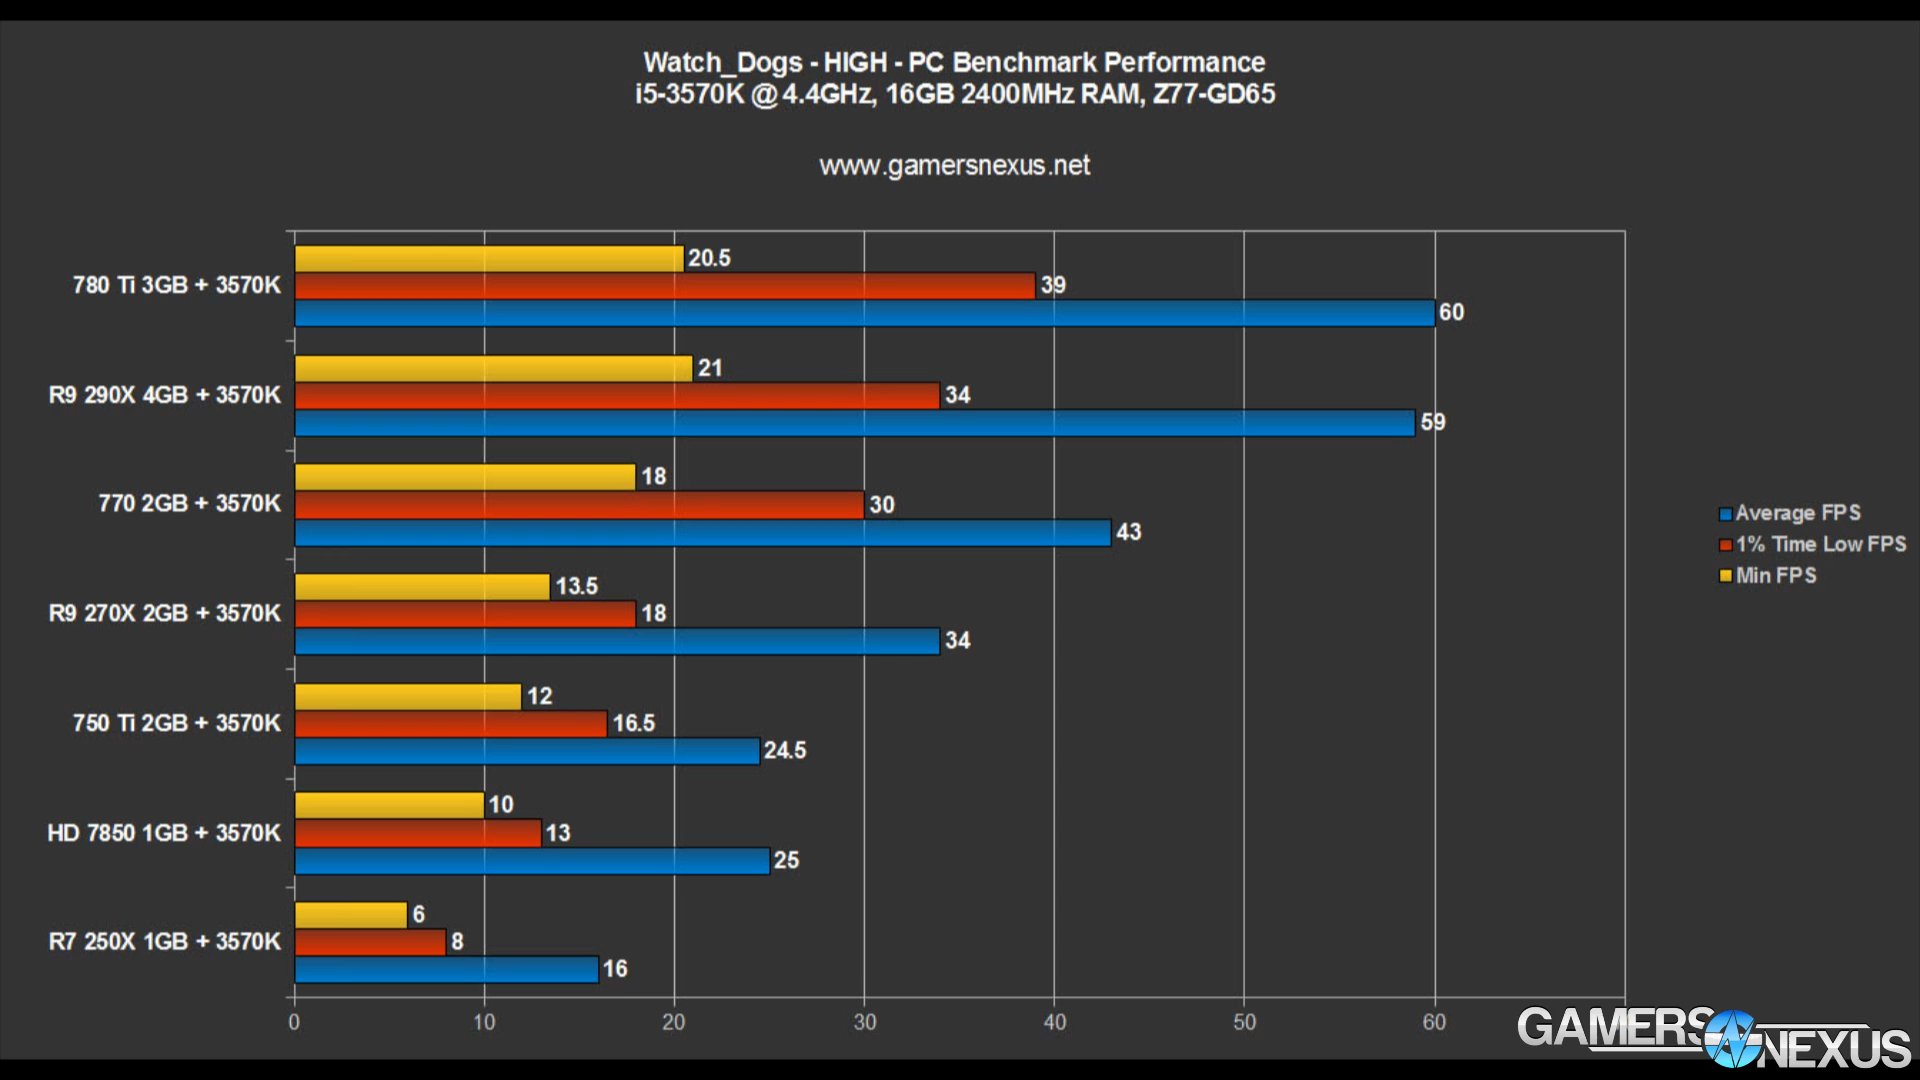 Watch_Dogs - HIGH - PC Benchmark Performance
i5-3570K @ 4.4GHz, 16GB 2400MHz RAM, Z77-GD65
www.gamersnexus.net
780 Ti 3GB + 3570K
20.5
39
60
R9 290X 4GB + 3570K
21
34
59
770 2GB + 3570K
18
30
43
R9 270X 2GB + 3570K
13.5
18
34
750 Ti 2GB + 3570K
12
16.5
24.5
HD 7850 1GB + 3570K
10
13
25
R7 250X 1GB + 3570K
6
8
16
0 10 20 30 40 50 60
Average FPS
1% Time Low FPS
Min FPS
GAMERS
NEXUS